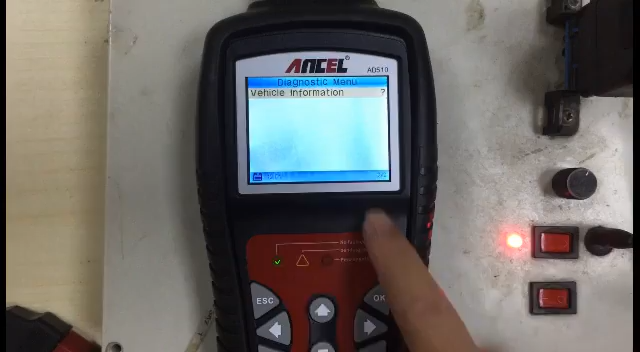 ANCEL®
AD510
Diagnostic Menu
Vehicle Information ?
ESC
OK